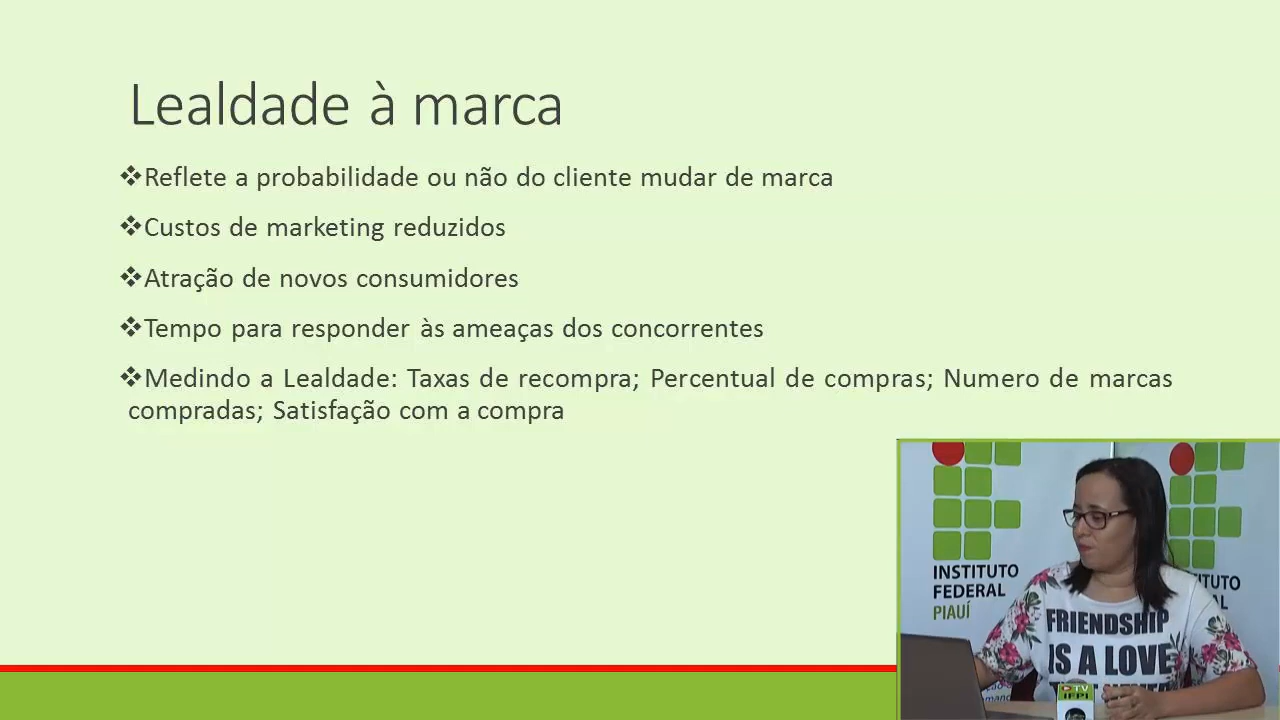 Lealdade à marca
❖Reflete a probabilidade ou não do cliente mudar de marca
❖Custos de marketing reduzidos
❖Atração de novos consumidores
❖Tempo para responder às ameaças dos concorrentes
❖Medindo a Lealdade: Taxas de recompra; Percentual de compras; Numero de marcas
compradas; Satisfação com a compra
INSTITUTO
FEDERAL
PIAUÍ
FRIENDSHIP
IS A LOVE
TV
IFPI